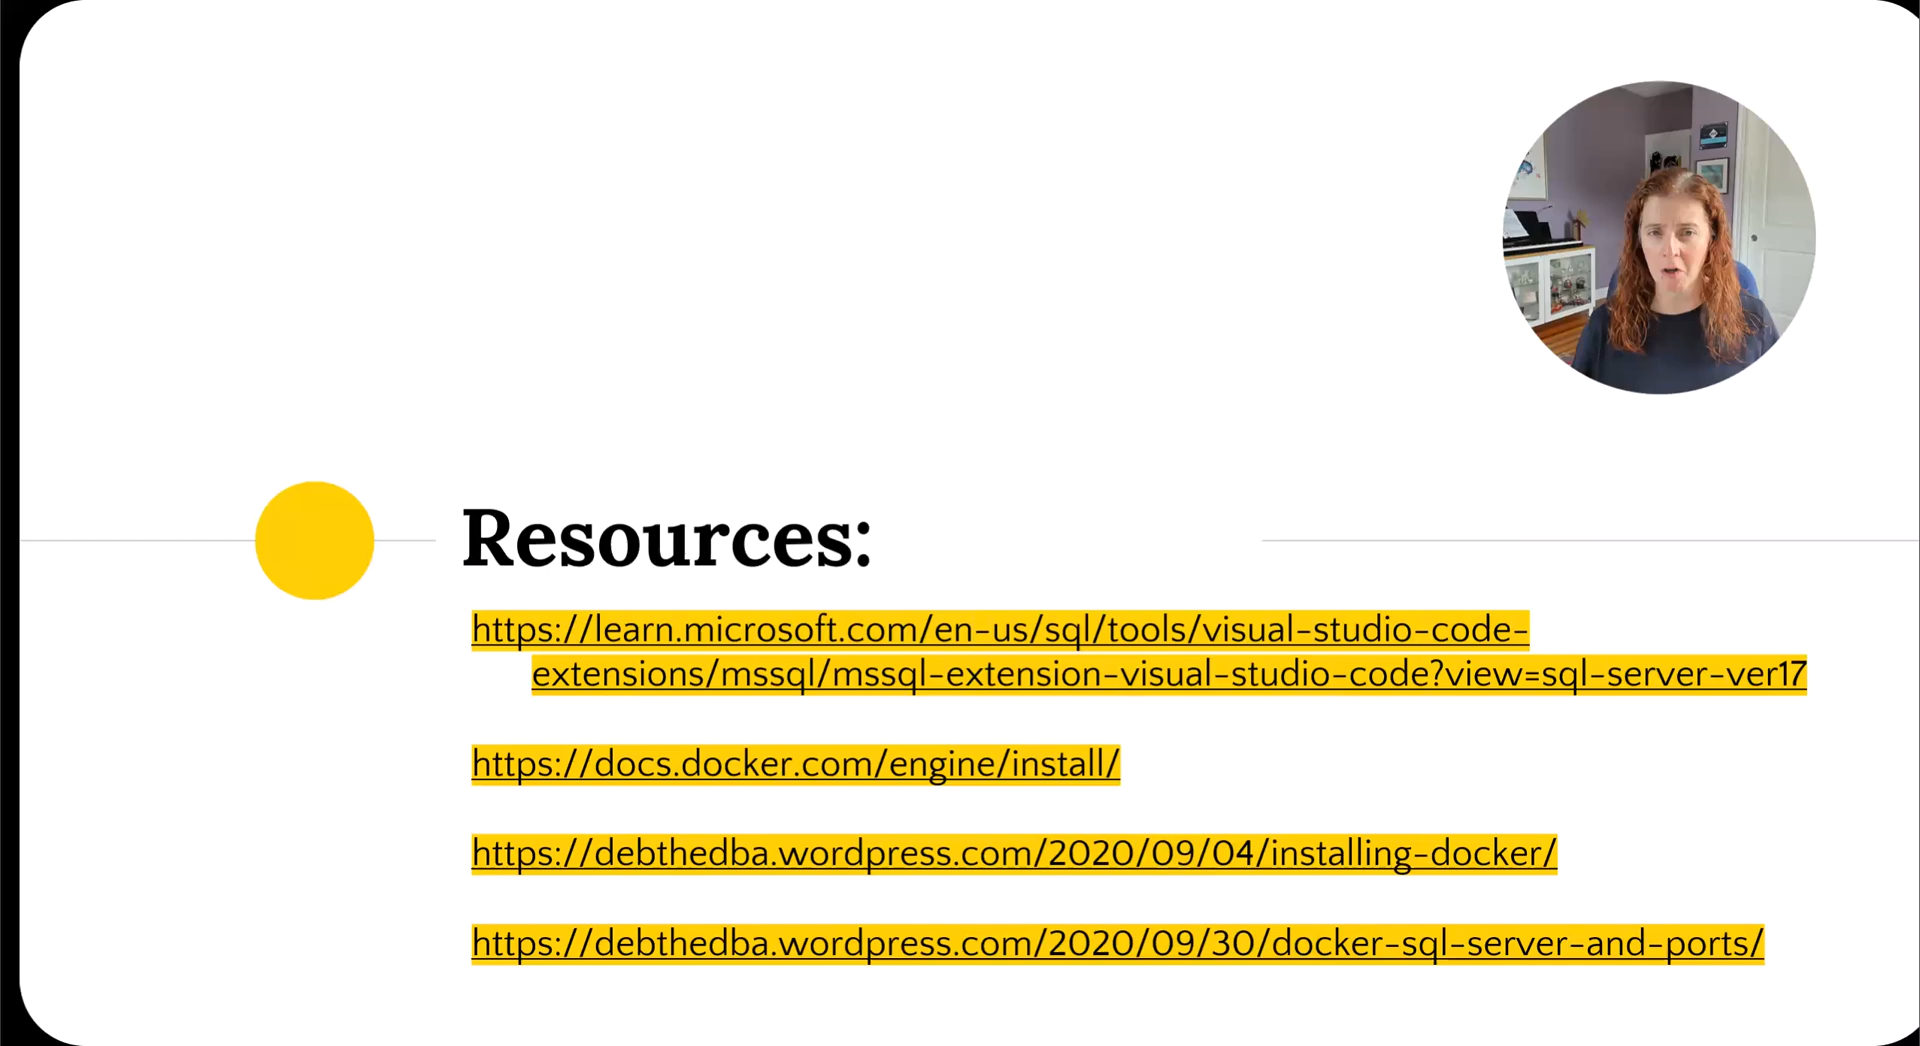 Resources:
https://learn.microsoft.com/en-us/sql/tools/visual-studio-code-
extensions/mssql/mssql-extension-visual-studio-code?view=sql-server-ver17
https://docs.docker.com/engine/install/
https://debthedba.wordpress.com/2020/09/04/installing-docker/
https://debthedba.wordpress.com/2020/09/30/docker-sql-server-and-ports/